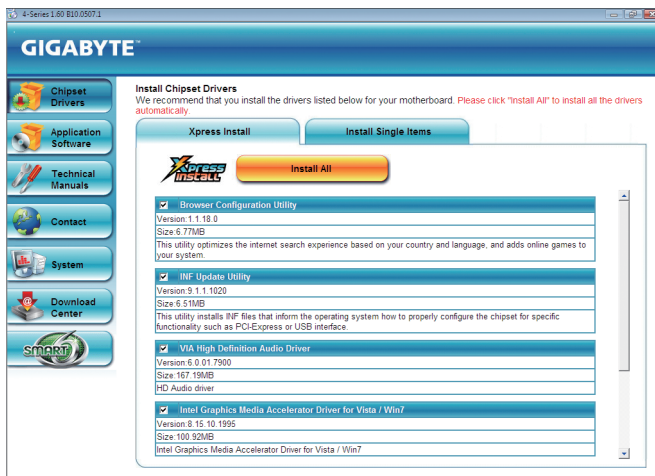 4-Series 1.60 B10.0507.1
GIGABYTE™
Chipset
Drivers
Application
Software
Technical
Manuals
Contact
System
Download
Center
SMART 6
Install Chipset Drivers
We recommend that you install the drivers listed below for your motherboard. Please click "Install All" to install all the drivers
automatically.
Xpress Install
Install Single Items
Xpress
INSTALL
Install All
Browser Configuration Utility
Version:1.1.18.0
Size:6.77MB
This utility optimizes the internet search experience based on your country and language, and adds online games to
your system.
INF Update Utility
Version:9.1.1.1020
Size:6.51MB
This utility installs INF files that inform the operating system how to properly configure the chipset for specific
functionality such as PCI-Express or USB interface.
VIA High Definition Audio Driver
Version:6.0.01.7900
Size:167.19MB
HD Audio driver
Intel Graphics Media Accelerator Driver for Vista / Win7
Version:8.15.10.1995
Size:100.92MB
Intel Graphics Media Accelerator Driver for Vista / Win7